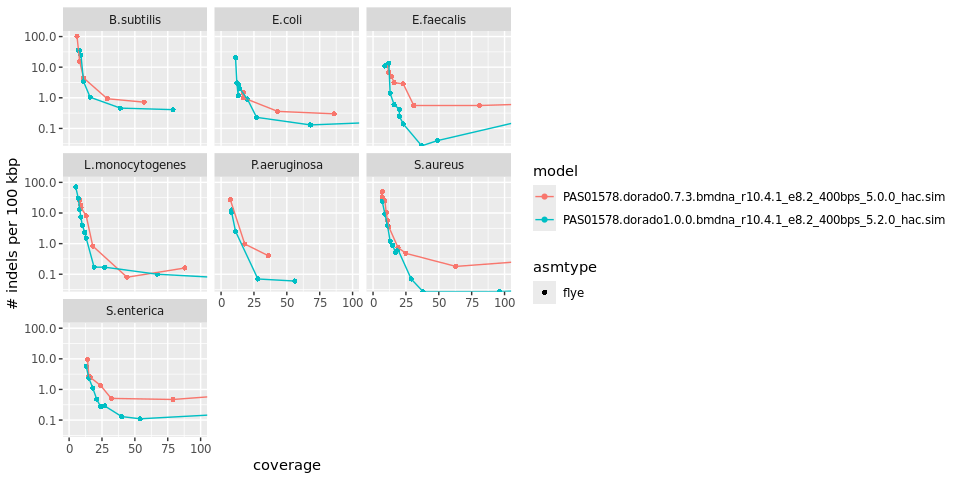 B.subtilis E.coli E.faecalis
100.0
10.0
1.0
0.1
L.monocytogenes P.aeruginosa S.aureus
100.0
10.0
1.0
0.1
0 25 50 75 100 0 25 50 75 100
S.enterica
100.0
10.0
1.0
0.1
0 25 50 75 100
# indels per 100 kbp
coverage
model
PAS01578.dorado0.7.3.bmdna_r10.4.1_e8.2_400bps_5.0.0_hac.sim
PAS01578.dorado1.0.0.bmdna_r10.4.1_e8.2_400bps_5.2.0_hac.sim
asmtype
flye